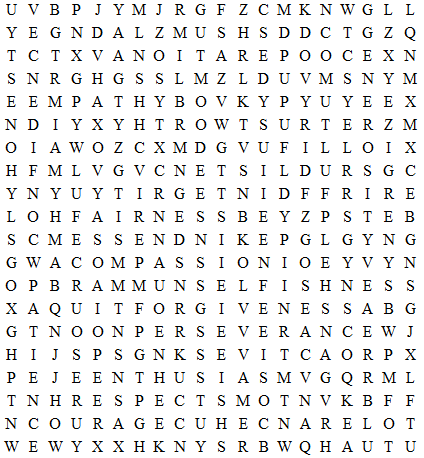 U V B P J Y M J R G F Z C M K N W G L L
Y E G N D A L Z M U S H S D D C T G Z Q
T C T X V A N O I T A R E P O O C E X N
S N R G H G S S L M Z L D U V M S N Y M
E E M P A T H Y B O V K Y P Y U Y E E X
N D I Y X Y H T R O W T S U R T E R Z M
O I A W O Z C X M D G V U F I L L O I X
H F M L V G V C N E T S I L D U R S G C
Y N Y U Y T I R G E T N I D F F R I R E
L O H F A I R N E S S B E Y Z P S T E B
S C M E S S E N D N I K E P G L G Y N G
G W A C O M P A S S I O N I O E Y V Y N
O P B R A M M U N S E L F I S H N E S S
X A Q U I T F O R G I V E N E S S A B G
G T N O O N P E R S E V E R A N C E W J
H I J S P S G N K S E V I T C A O R P X
P E J E E N T H U S I A S M V G Q R M L
T N H R E S P E C T S M O T N V K B F F
N C O U R A G E C U H E C N A R E L O T
W E W Y X X H K N Y S R B W Q H A U T U